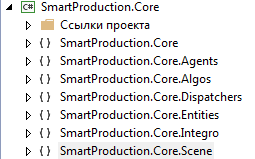 C# SmartProduction.Core
Ссылки проекта
{ } SmartProduction.Core
{ } SmartProduction.Core.Agents
{ } SmartProduction.Core.Algos
{ } SmartProduction.Core.Dispatchers
{ } SmartProduction.Core.Entities
{ } SmartProduction.Core.Integro
{ } SmartProduction.Core.Scene